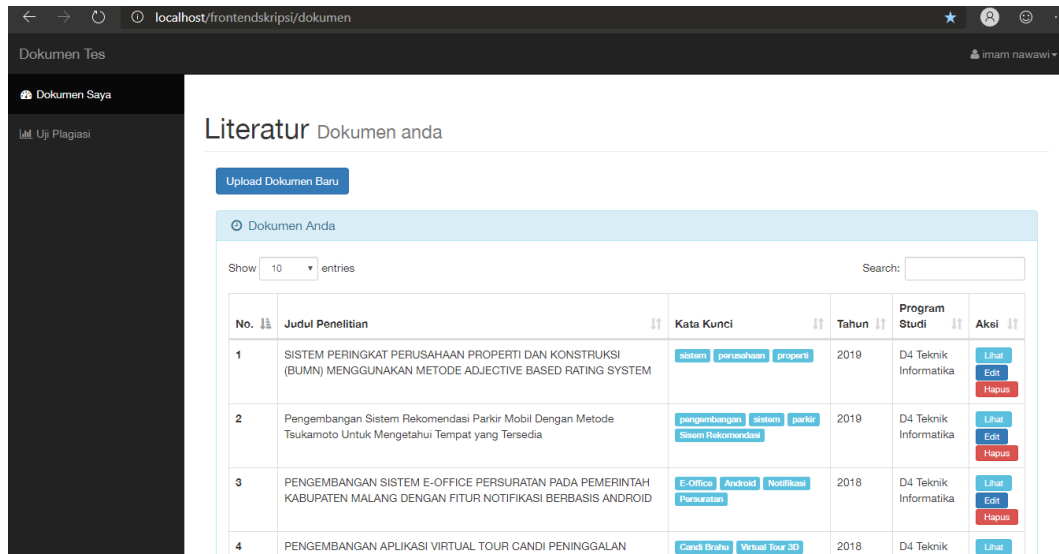 localhost/frontendskripsi/dokumen
Dokumen Tes
imam nawawi
Dokumen Saya
Uji Plagiasi
Literatur Dokumen anda
Upload Dokumen Baru
Dokumen Anda
Show 10 entries
Search:
No. Judul Penelitian Kata Kunci Tahun Program Studi Aksi
1 SISTEM PERINGKAT PERUSAHAAN PROPERTI DAN KONSTRUKSI sistem perusahaan properti 2019 D4 Teknik Lihat
(BUMN) MENGGUNAKAN METODE ADJECTIVE BASED RATING SYSTEM Informatika Edit
Hapus
2 Pengembangan Sistem Rekomendasi Parkir Mobil Dengan Metode pengembangan sistem parkir 2019 D4 Teknik Lihat
Tsukamoto Untuk Mengetahui Tempat yang Tersedia Sisem Rekomendasi Informatika Edit
Hapus
3 PENGEMBANGAN SISTEM E-OFFICE PERSURATAN PADA PEMERINTAH E-Office Android Notifikasi 2018 D4 Teknik Lihat
KABUPATEN MALANG DENGAN FITUR NOTIFIKASI BERBASIS ANDROID Persuratan Informatika Edit
Hapus
4 PENGEMBANGAN APLIKASI VIRTUAL TOUR CANDI PENINGGALAN Candi Brahu Virtual Tour 3D 2018 D4 Teknik Lihat